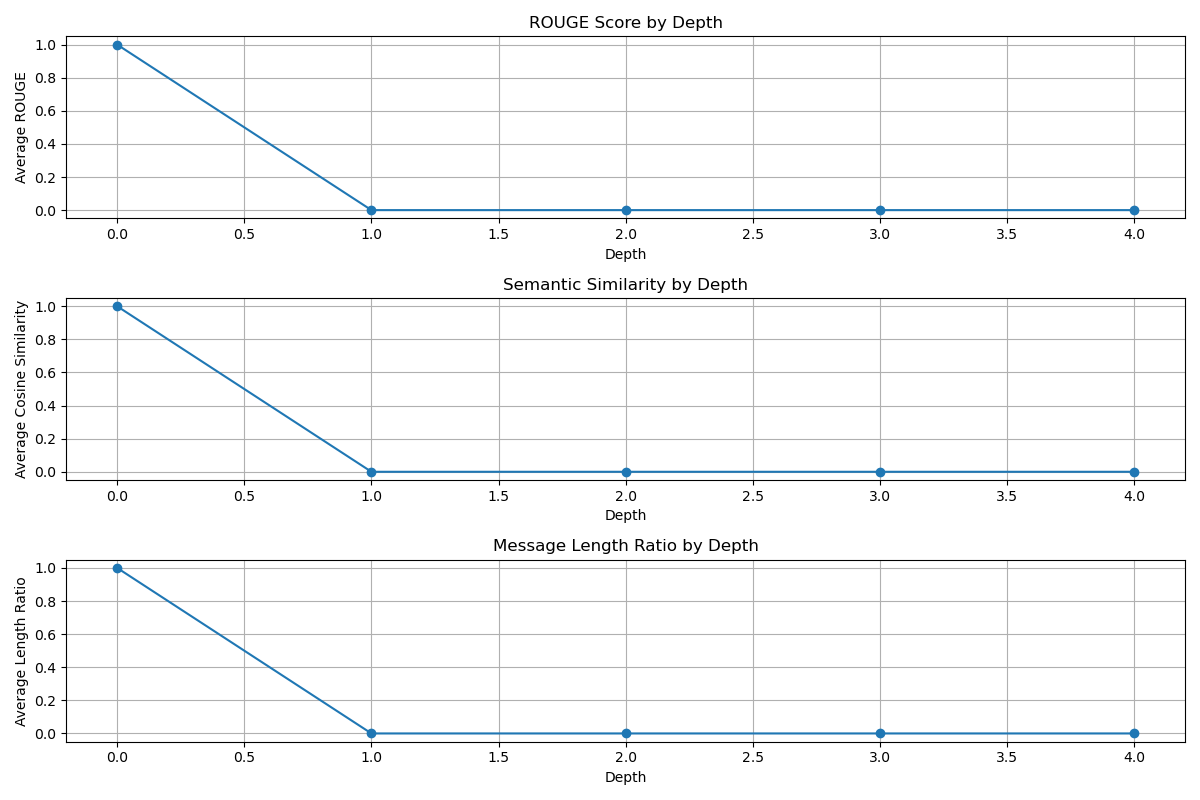 ROUGE Score by Depth
Average ROUGE
1.0
0.8
0.6
0.4
0.2
0.0
0.0 0.5 1.0 1.5 2.0 2.5 3.0 3.5 4.0
Depth
Semantic Similarity by Depth
Average Cosine Similarity
1.0
0.8
0.6
0.4
0.2
0.0
0.0 0.5 1.0 1.5 2.0 2.5 3.0 3.5 4.0
Depth
Message Length Ratio by Depth
Average Length Ratio
1.0
0.8
0.6
0.4
0.2
0.0
0.0 0.5 1.0 1.5 2.0 2.5 3.0 3.5 4.0
Depth